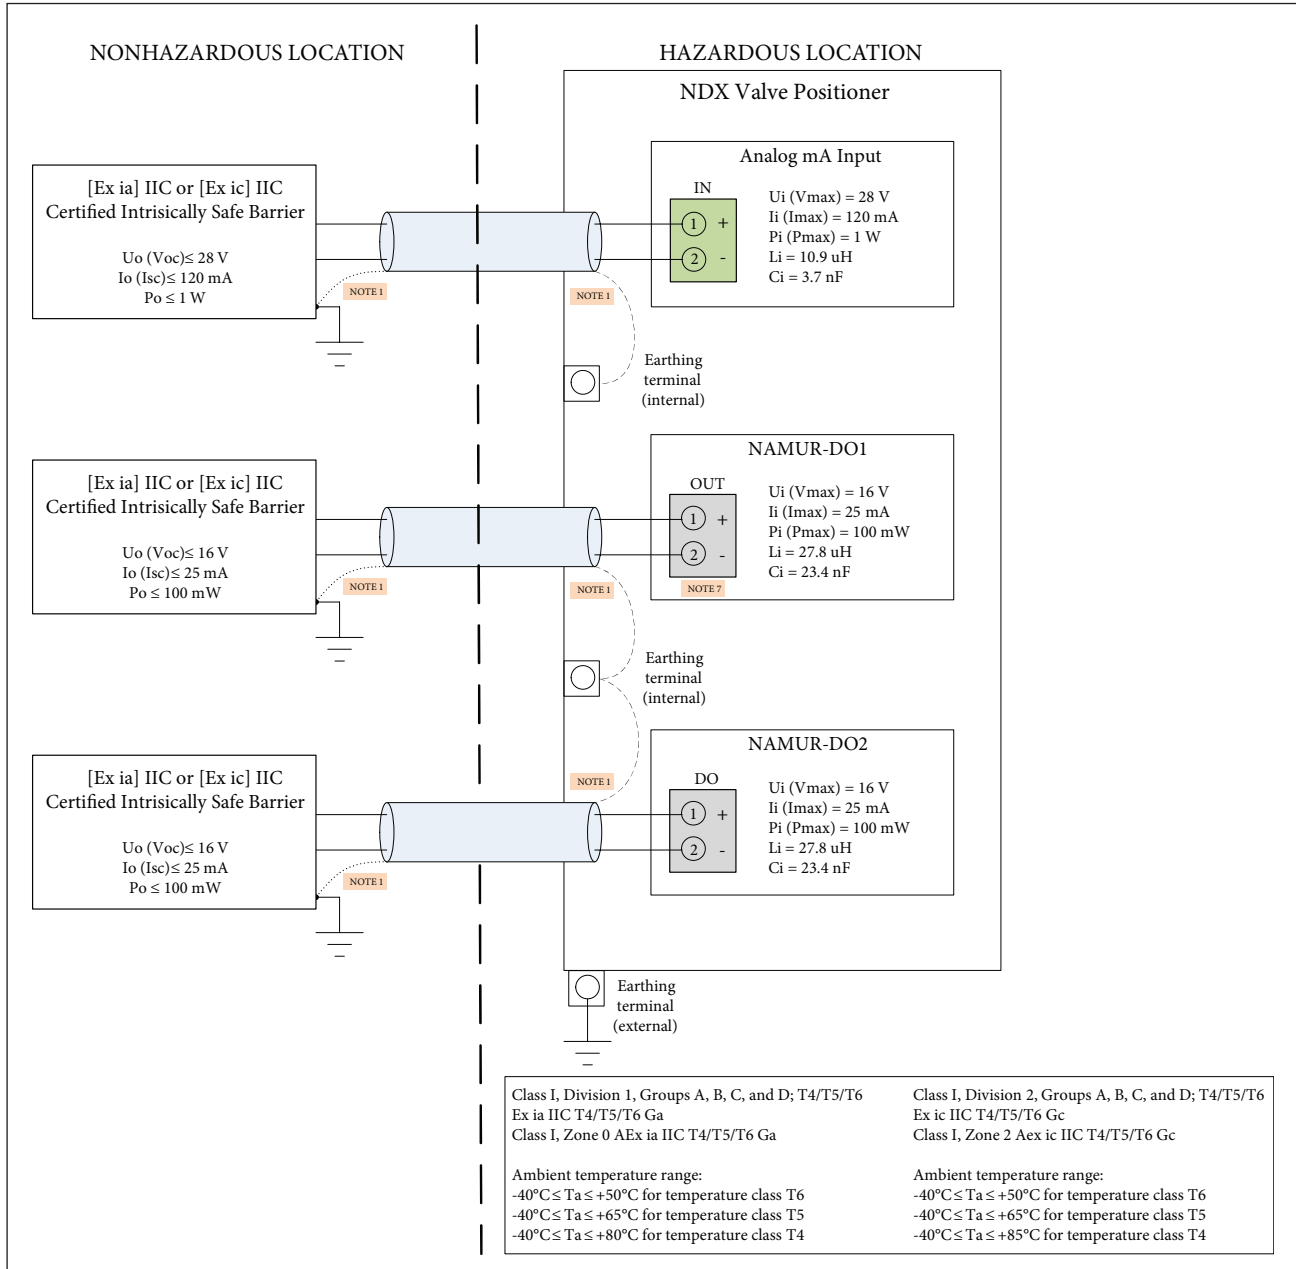 NONHAZARDOUS LOCATION
HAZARDOUS LOCATION
NDX Valve Positioner
[Ex ia] IIC or [Ex ic] IIC
Certified Intrisically Safe Barrier
Uo (Voc)≤ 28 V
Io (Isc)≤ 120 mA
Po ≤ 1 W
NOTE 1
NOTE 1
Analog mA Input
IN
1 +
2 -
Ui (Vmax) = 28 V
Ii (Imax) = 120 mA
Pi (Pmax) = 1 W
Li = 10.9 uH
Ci = 3.7 nF
Earthing
terminal
(internal)
[Ex ia] IIC or [Ex ic] IIC
Certified Intrisically Safe Barrier
Uo (Voc)≤ 16 V
Io (Isc)≤ 25 mA
Po ≤ 100 mW
NOTE 1
NOTE 1
NAMUR-DO1
OUT
1 +
2 -
NOTE 7
Ui (Vmax) = 16 V
Ii (Imax) = 25 mA
Pi (Pmax) = 100 mW
Li = 27.8 uH
Ci = 23.4 nF
Earthing
terminal
(internal)
[Ex ia] IIC or [Ex ic] IIC
Certified Intrisically Safe Barrier
Uo (Voc)≤ 16 V
Io (Isc)≤ 25 mA
Po ≤ 100 mW
NOTE 1
NOTE 1
NAMUR-DO2
DO
1 +
2 -
Ui (Vmax) = 16 V
Ii (Imax) = 25 mA
Pi (Pmax) = 100 mW
Li = 27.8 uH
Ci = 23.4 nF
Earthing
terminal
(external)
Class I, Division 1, Groups A, B, C, and D; T4/T5/T6
Ex ia IIC T4/T5/T6 Ga
Class I, Zone 0 AEx ia IIC T4/T5/T6 Ga
Ambient temperature range:
-40°C≤ Ta ≤ +50°C for temperature class T6
-40°C≤ Ta ≤ +65°C for temperature class T5
-40°C≤ Ta ≤ +80°C for temperature class T4
Class I, Division 2, Groups A, B, C, and D; T4/T5/T6
Ex ic IIC T4/T5/T6 Gc
Class I, Zone 2 Aex ic IIC T4/T5/T6 Gc
Ambient temperature range:
-40°C≤ Ta ≤ +50°C for temperature class T6
-40°C≤ Ta ≤ +65°C for temperature class T5
-40°C≤ Ta ≤ +85°C for temperature class T4